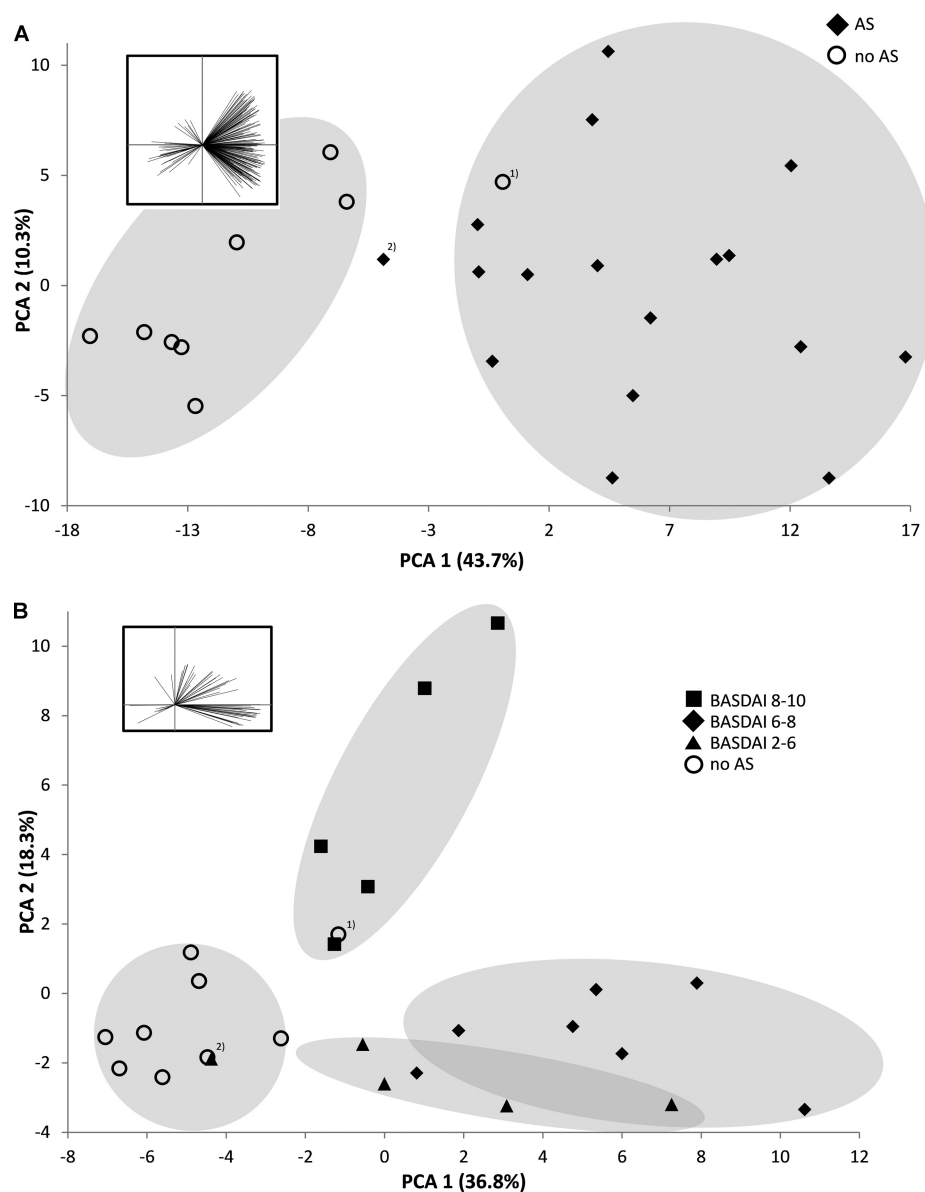 A
AS
no AS
10
5
0
-5
-10
1)
2)
PCA 2 (10.3%)
-18 -13 -8 -3 2 7 12 17
PCA 1 (43.7%)
B
BASDAI 8-10
BASDAI 6-8
BASDAI 2-6
no AS
10
8
6
4
2
0
-2
-4
1)
2)
PCA 2 (18.3%)
-8 -6 -4 -2 0 2 4 6 8 10 12
PCA 1 (36.8%)